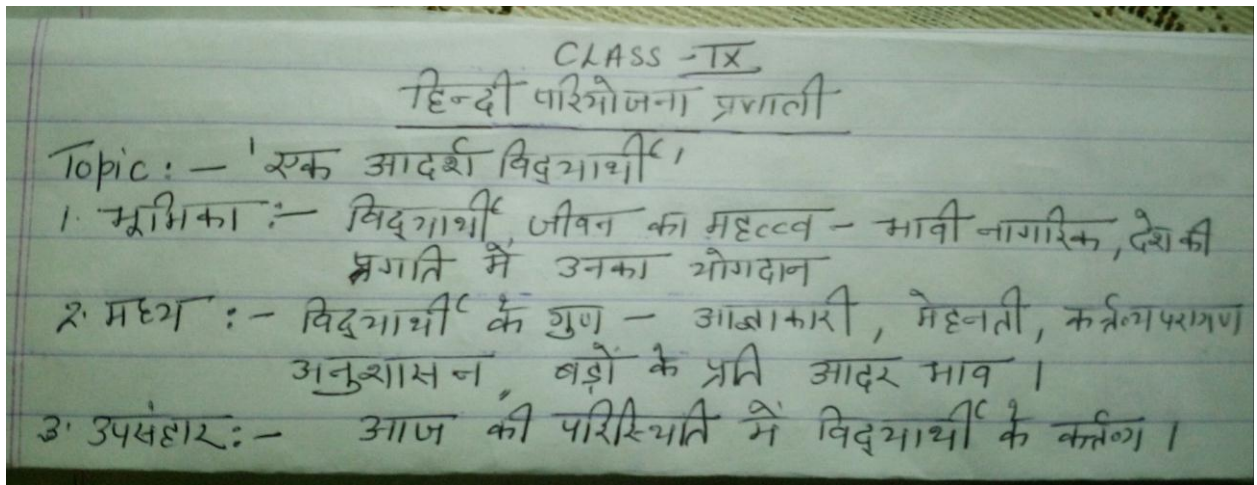 CLASS - IX
हिन्दी परियोजना प्रणाली
Topic : - 'एक आदर्श विद्यार्थी'
1. भूमिका :- विद्यार्थी जीवन का महत्त्व - भावी नागरिक, देश की
प्रगति में उनका योगदान
2. मध्य :- विद्यार्थी के गुण - आज्ञाकारी, मेहनती, कर्त्तव्यपरायण
अनुशासन, बड़ों के प्रति आदर भाव ।
3. उपसंहार :- आज की परिस्थिति में विद्यार्थी के कर्त्तव्य ।